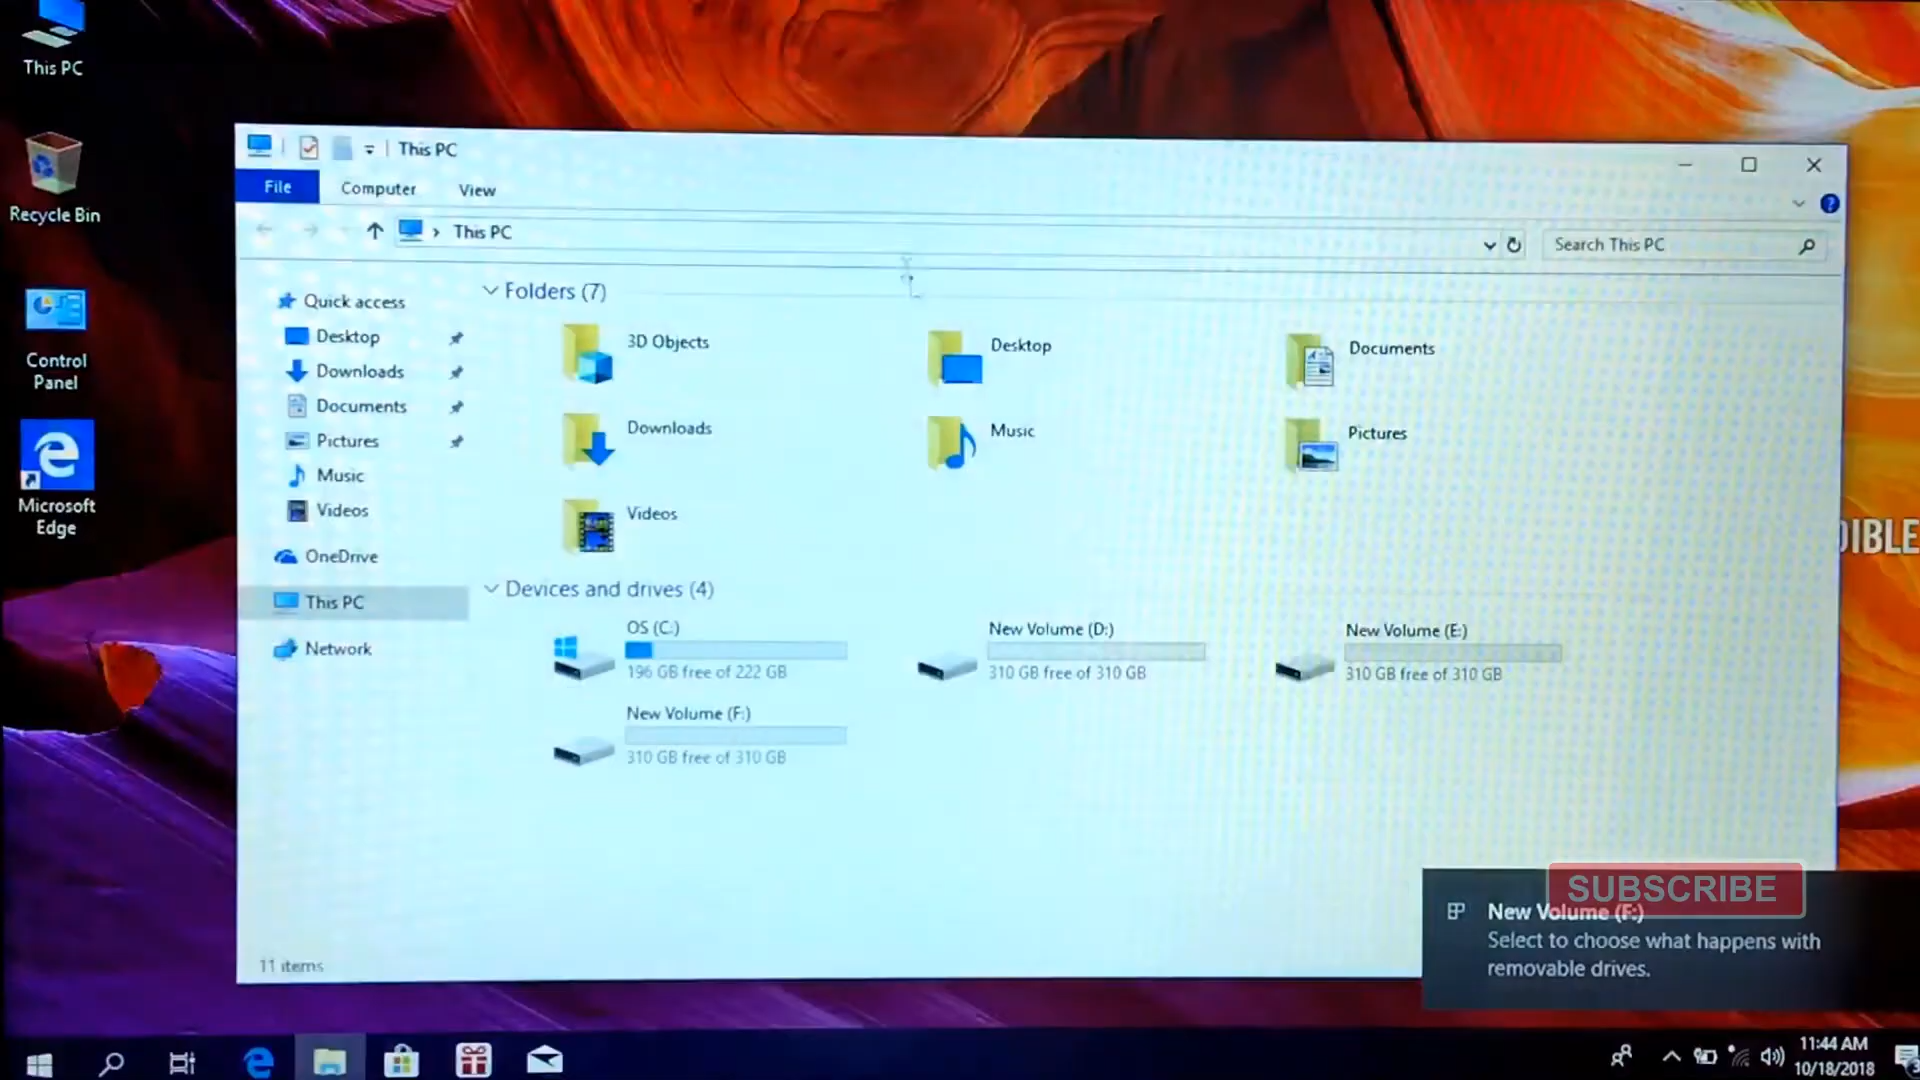 This PC
Recycle Bin
Control
Panel
Microsoft
Edge
This PC
File Computer View
This PC
Search This PC
Quick access
Desktop
Downloads
Documents
Pictures
Music
Videos
OneDrive
This PC
Network
Folders (7)
3D Objects
Desktop
Documents
Downloads
Music
Pictures
Videos
Devices and drives (4)
OS (C:)
196 GB free of 222 GB
New Volume (D:)
310 GB free of 310 GB
New Volume (E:)
310 GB free of 310 GB
New Volume (F:)
310 GB free of 310 GB
11 items
DIBLE
SUBSCRIBE
New Volume (F:)
Select to choose what happens with
removable drives.
11:44 AM
10/18/2018